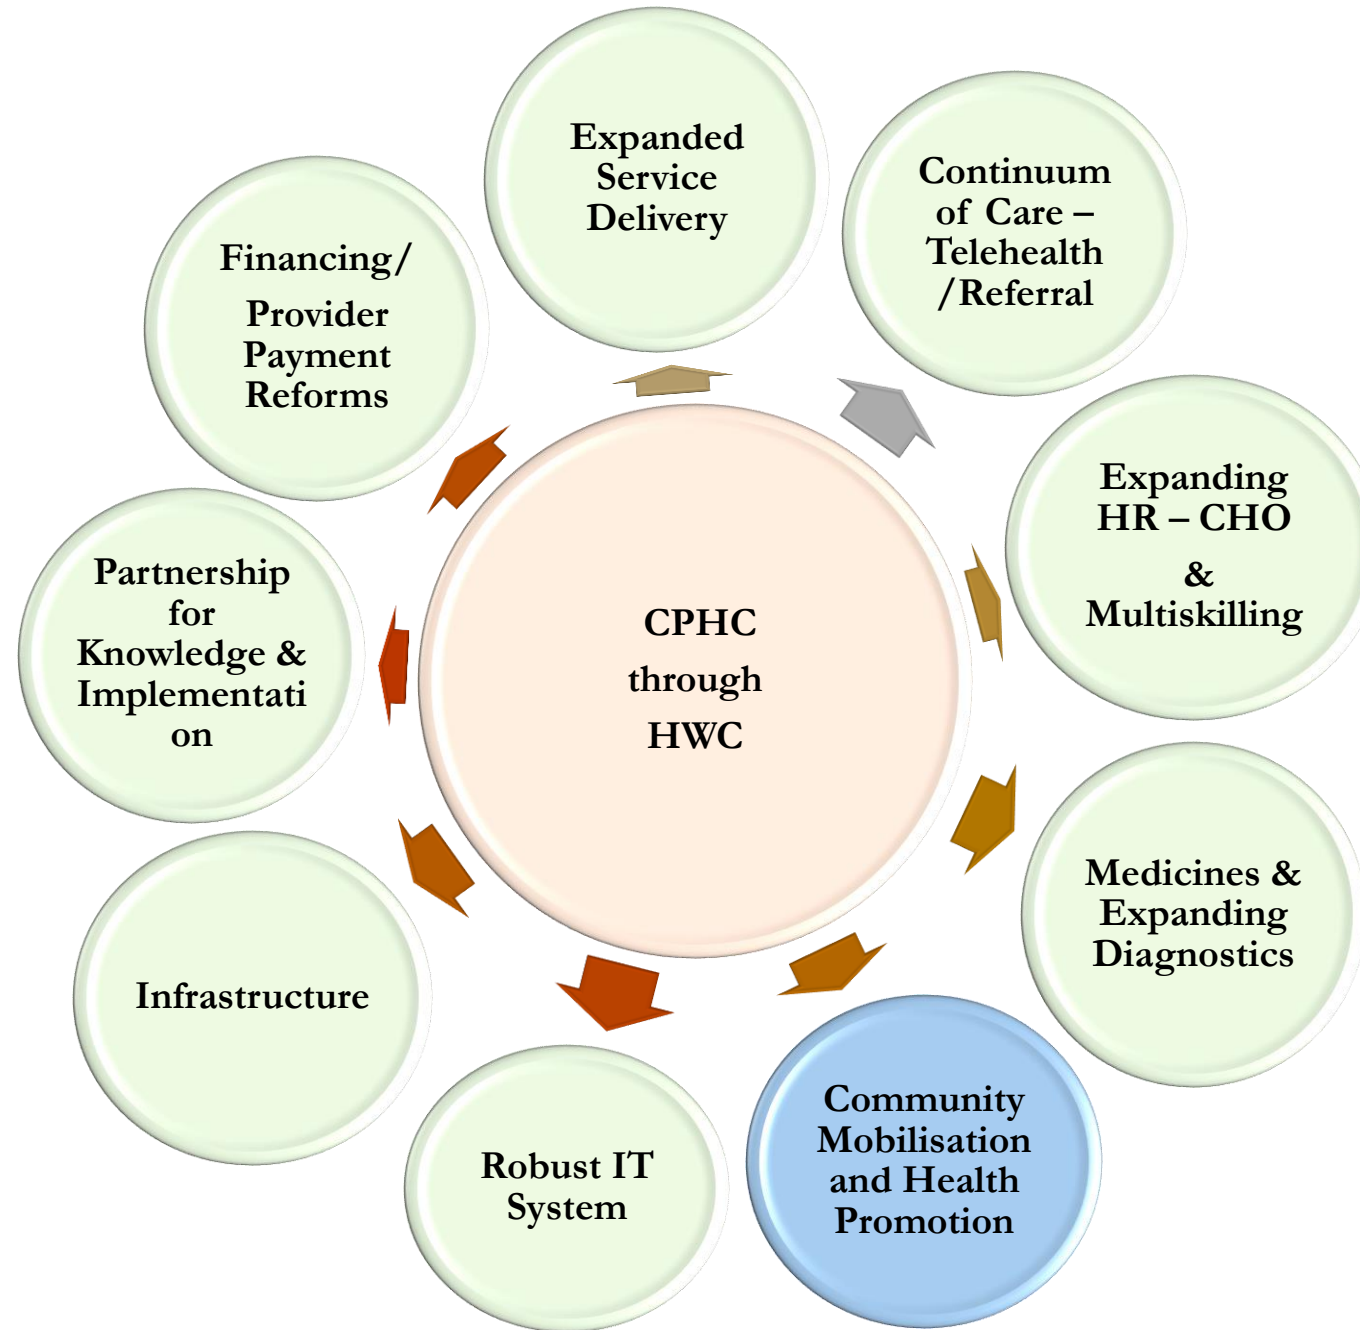 Expanded
Service
Delivery
Continuum
of Care –
Telehealth
/Referral
Expanding
HR – CHO
&
Multiskilling
Medicines &
Expanding
Diagnostics
Community
Mobilisation
and Health
Promotion
Robust IT
System
Infrastructure
Partnership
for
Knowledge &
Implementati
on
Financing/
Provider
Payment
Reforms
CPHC
through
HWC